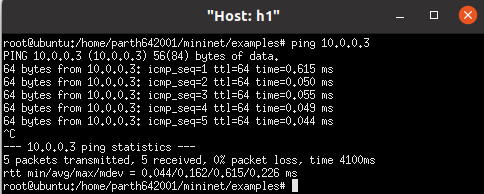 "Host: h1"
root@ubuntu:/home/parth642001/mininet/examples# ping 10.0.0.3
PING 10.0.0.3 (10.0.0.3) 56(84) bytes of data.
64 bytes from 10.0.0.3: icmp_seq=1 ttl=64 time=0.615 ms
64 bytes from 10.0.0.3: icmp_seq=2 ttl=64 time=0.050 ms
64 bytes from 10.0.0.3: icmp_seq=3 ttl=64 time=0.055 ms
64 bytes from 10.0.0.3: icmp_seq=4 ttl=64 time=0.049 ms
64 bytes from 10.0.0.3: icmp_seq=5 ttl=64 time=0.044 ms
^C
--- 10.0.0.3 ping statistics ---
5 packets transmitted, 5 received, 0% packet loss, time 4100ms
rtt min/avg/max/mdev = 0.044/0.162/0.615/0.226 ms
root@ubuntu:/home/parth642001/mininet/examples#